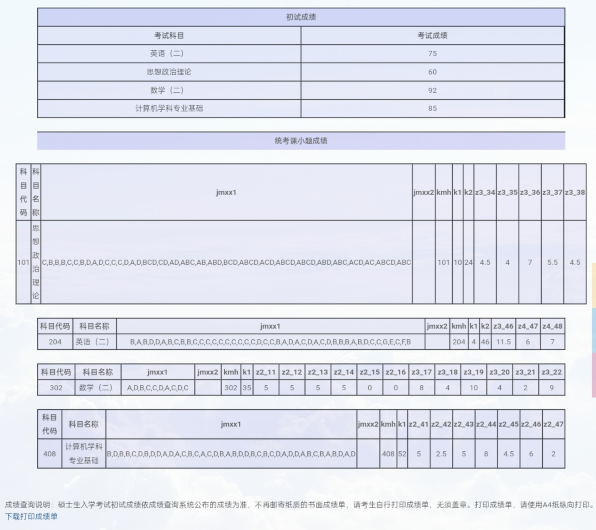 初试成绩
考试科目 考试成绩
英语（二） 75
思想政治理论 60
数学（二） 92
计算机学科专业基础 85
统考课小题成绩
科目代码 科目名称 jmxx1 jmxx2 kmh k1 k2 z3_34 z3_35 z3_36 z3_37 z3_38
101 思想政治理论 C,B,B,B,C,C,B,D,A,D,C,C,C,D,A,D,BCD,CD,AD,ABC,AB,ABD,BCD,ABCD,ACD,ABCD,ABCD,ABD,ABC,ACD,AC,ABCD,ABC 101 10 24 4.5 4 7 5.5 4.5
科目代码 科目名称 jmxx1 jmxx2 kmh k1 k2 z3_46 z4_47 z4_48
204 英语（二） B,A,B,D,D,A,B,C,B,B,C,C,C,C,C,C,C,C,C,D,C,C,B,D,A,C,D,A,C,D,B,B,B,A,B,D,C,C,G,E,C,F,B 204 4 46 11.5 6 7
科目代码 科目名称 jmxx1 jmxx2 kmh k1 z2_11 z2_12 z2_13 z2_14 z2_15 z2_16 z3_17 z3_18 z3_19 z3_20 z3_21 z3_22
302 数学（二） A,D,B,C,C,D,A,C,D,C 302 35 5 5 5 5 0 0 8 4 10 4 2 9
科目代码 科目名称 jmxx1 jmxx2 kmh k1 z2_41 z2_42 z2_43 z2_44 z2_45 z2_46 z2_47
408 计算机学科专业基础 B,D,B,B,C,D,B,D,D,A,D,A,C,B,C,A,C,D,B,A,B,D,D,B,C,B,C,D,A,D,D,A,B,C,B,A,B,D,A,D 408 52 5 2.5 5 8 4.5 6 2
成绩查询说明：硕士生入学考试初试成绩依成绩查询系统公布的成绩为准，不再邮寄纸质的书面成绩单，请考生自行打印成绩单，无须盖章。打印成绩单，请使用A4纸纵向打印。
下载打印成绩单